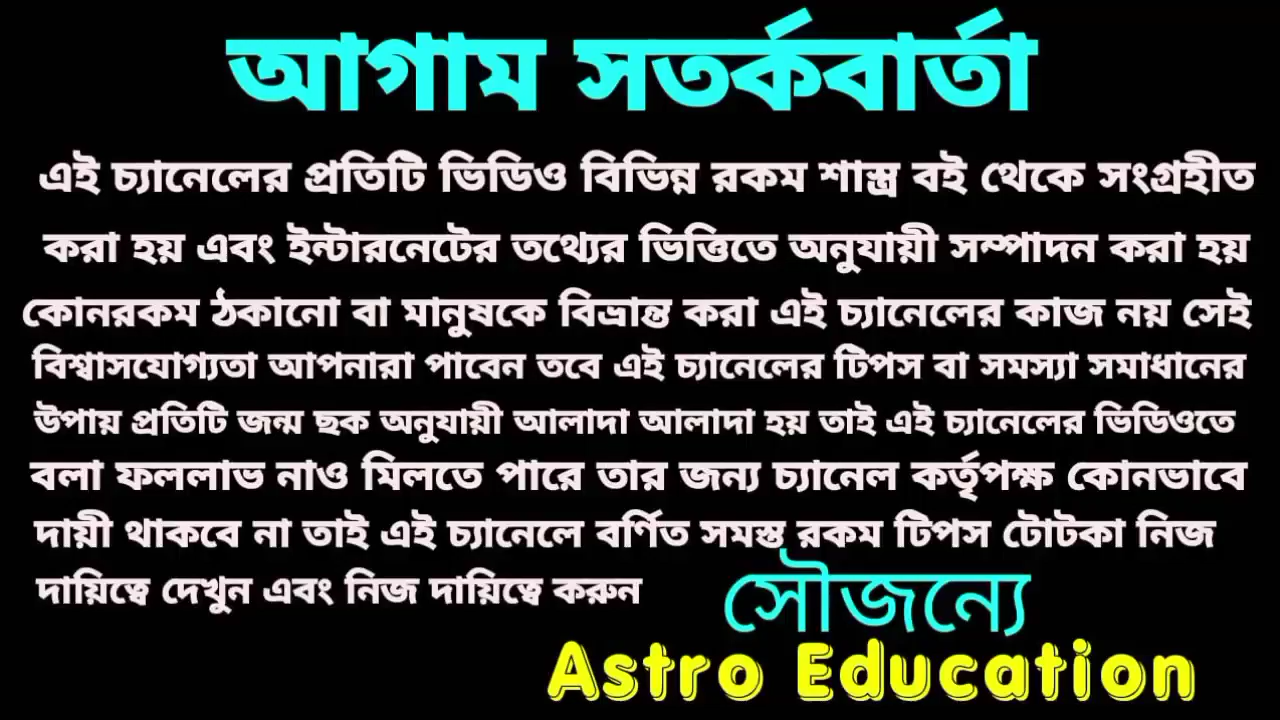 আগাম সতর্কবার্তা
এই চ্যানেলের প্রতিটি ভিডিও বিভিন্ন রকম শাস্ত্র বই থেকে সংগ্রহীত
করা হয় এবং ইন্টারনেটের তথ্যের ভিত্তিতে অনুযায়ী সম্পাদন করা হয়
কোনরকম ঠকানো বা মানুষকে বিভ্রান্ত করা এই চ্যানেলের কাজ নয় সেই
বিশ্বাসযোগ্যতা আপনারা পাবেন তবে এই চ্যানেলের টিপস বা সমস্যা সমাধানের
উপায় প্রতিটি জন্ম ছক অনুযায়ী আলাদা আলাদা হয় তাই এই চ্যানেলের ভিডিওতে
বলা ফললাভ নাও মিলতে পারে তার জন্য চ্যানেল কর্তৃপক্ষ কোনভাবে
দায়ী থাকবে না তাই এই চ্যানেলে বর্ণিত সমস্ত রকম টিপস টোটকা নিজ
দায়িত্বে দেখুন এবং নিজ দায়িত্বে করুন
সৌজন্যে
Astro Education